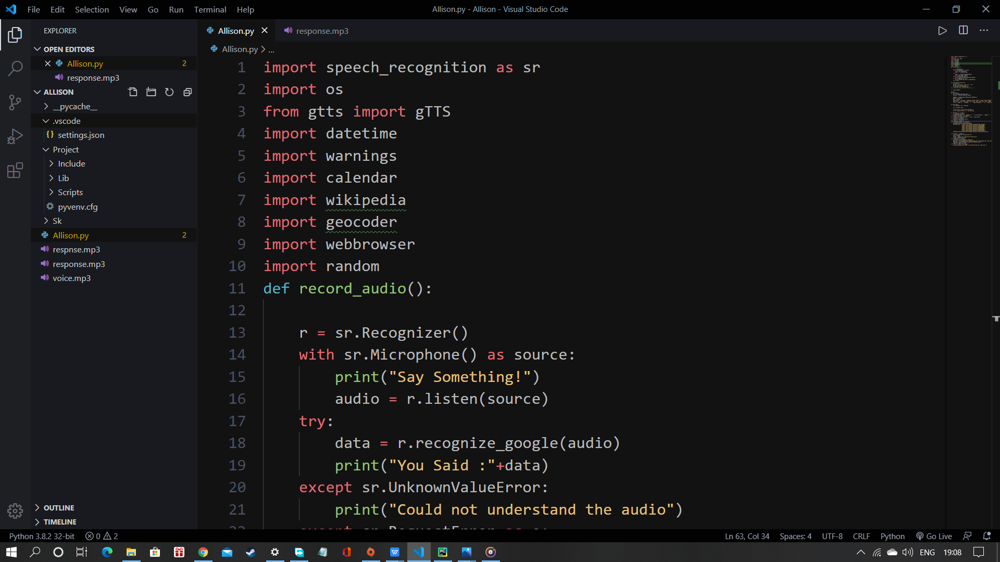 File Edit Selection View Go Run Terminal Help
Allison.py - Allison - Visual Studio Code
EXPLORER
OPEN EDITORS
Allison.py 2
response.mp3
ALLISON
__pycache__
.vscode
{} settings.json
Project
Include
Lib
Scripts
pyvenv.cfg
Sk
Allison.py 2
respnse.mp3
response.mp3
voice.mp3
OUTLINE
TIMELINE
Allison.py response.mp3
Allison.py > ...
1 import speech_recognition as sr
2 import os
3 from gtts import gTTS
4 import datetime
5 import warnings
6 import calendar
7 import wikipedia
8 import geocoder
9 import webbrowser
10 import random
11 def record_audio():
12
13 r = sr.Recognizer()
14 with sr.Microphone() as source:
15 print("Say Something!")
16 audio = r.listen(source)
17 try:
18 data = r.recognize_google(audio)
19 print("You Said :"+data)
20 except sr.UnknownValueError:
21 print("Could not understand the audio")
22 except sr.RequestError as e:
Python 3.8.2 32-bit 0 2 Ln 63, Col 34 Spaces: 4 UTF-8 CRLF Python Go Live
ENG 19:08